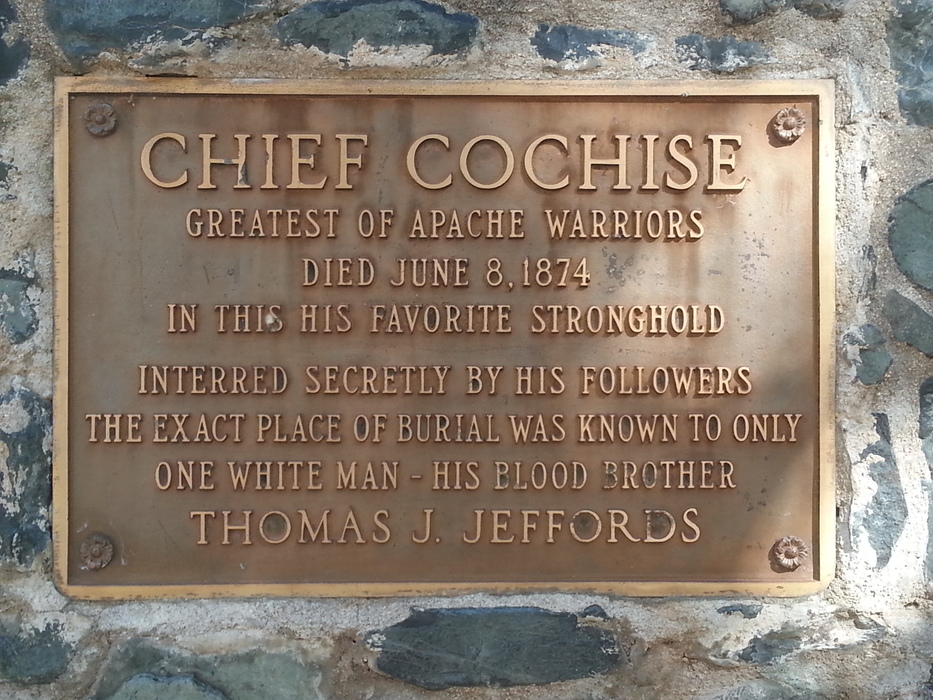 CHIEF COCHISE
GREATEST OF APACHE WARRIORS
DIED JUNE 8, 1874
IN THIS HIS FAVORITE STRONGHOLD
INTERRED SECRETLY BY HIS FOLLOWERS
THE EXACT PLACE OF BURIAL WAS KNOWN TO ONLY
ONE WHITE MAN - HIS BLOOD BROTHER
THOMAS J. JEFFORDS